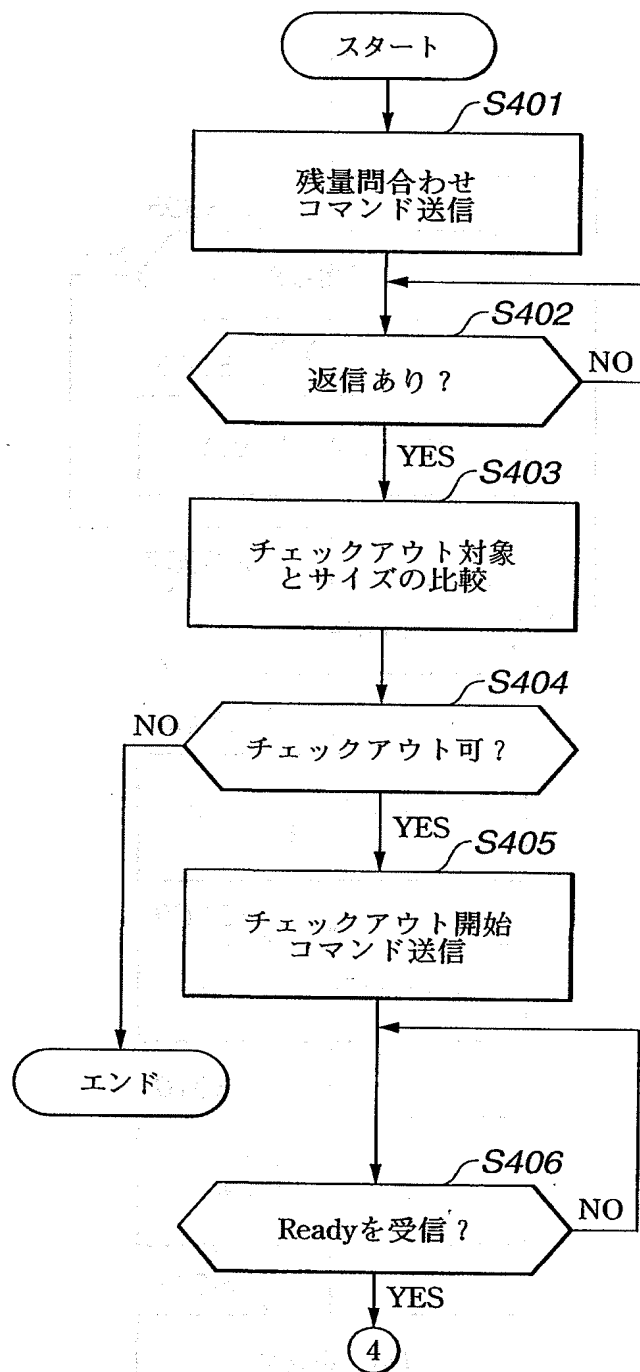 スタート
S401
残量問合わせ
コマンド送信
S402
返信あり？
NO
YES
S403
チェックアウト対象
とサイズの比較
S404
NO
チェックアウト可？
YES
S405
チェックアウト開始
コマンド送信
エンド
S406
Readyを受信？
NO
YES
4